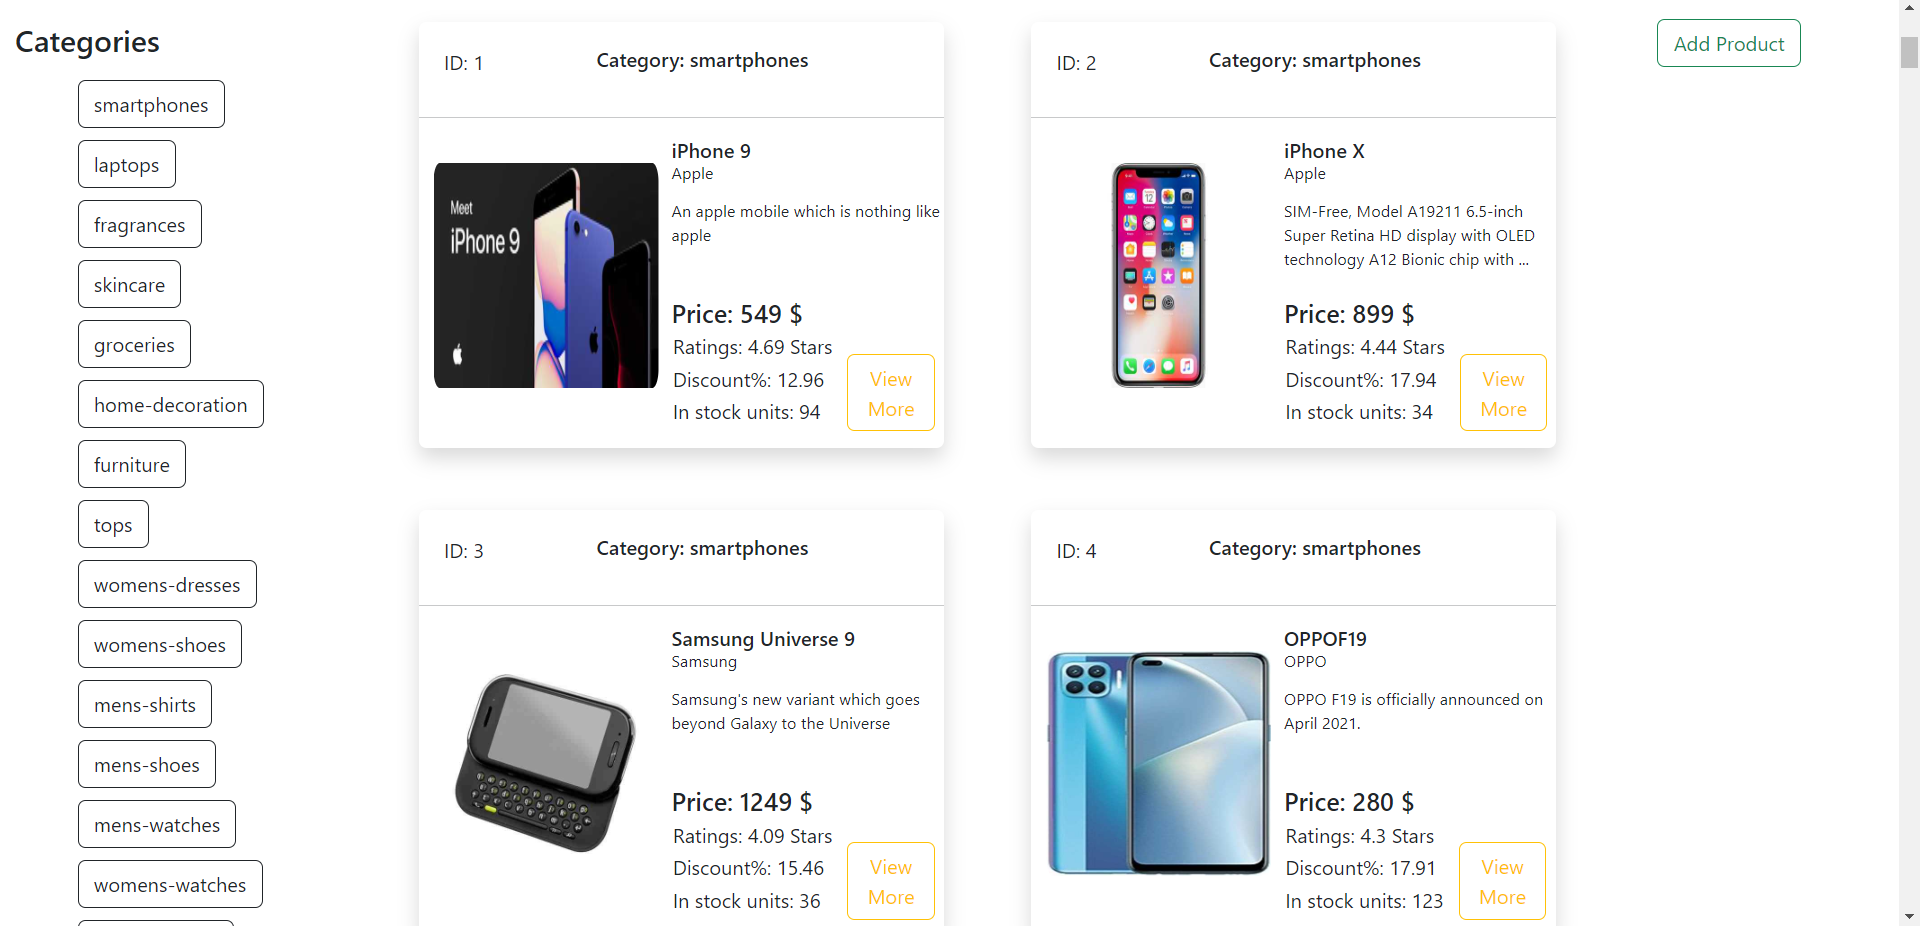 Categories
smartphones
laptops
fragrances
skincare
groceries
home-decoration
furniture
tops
womens-dresses
womens-shoes
mens-shirts
mens-shoes
mens-watches
womens-watches
ID: 1
Category: smartphones
Meet
iPhone 9
iPhone 9
Apple
An apple mobile which is nothing like
apple
Price: 549 $
Ratings: 4.69 Stars
Discount%: 12.96
In stock units: 94
View
More
ID: 2
Category: smartphones
iPhone X
Apple
SIM-Free, Model A19211 6.5-inch
Super Retina HD display with OLED
technology A12 Bionic chip with ...
Price: 899 $
Ratings: 4.44 Stars
Discount%: 17.94
In stock units: 34
View
More
ID: 3
Category: smartphones
Samsung Universe 9
Samsung
Samsung's new variant which goes
beyond Galaxy to the Universe
Price: 1249 $
Ratings: 4.09 Stars
Discount%: 15.46
In stock units: 36
View
More
ID: 4
Category: smartphones
OPPOF19
OPPO
OPPO F19 is officially announced on
April 2021.
Price: 280 $
Ratings: 4.3 Stars
Discount%: 17.91
In stock units: 123
View
More
Add Product